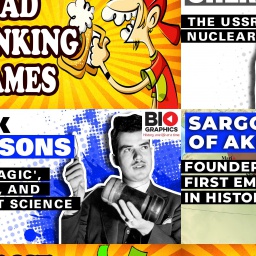 NKING
AMES
THE USSR
NUCLEAR
BIO
GRAPHICS
SONS
AGIC',
, AND
T SCIENCE
SARGO
OF AK
FOUNDER
FIRST EM
IN HISTO